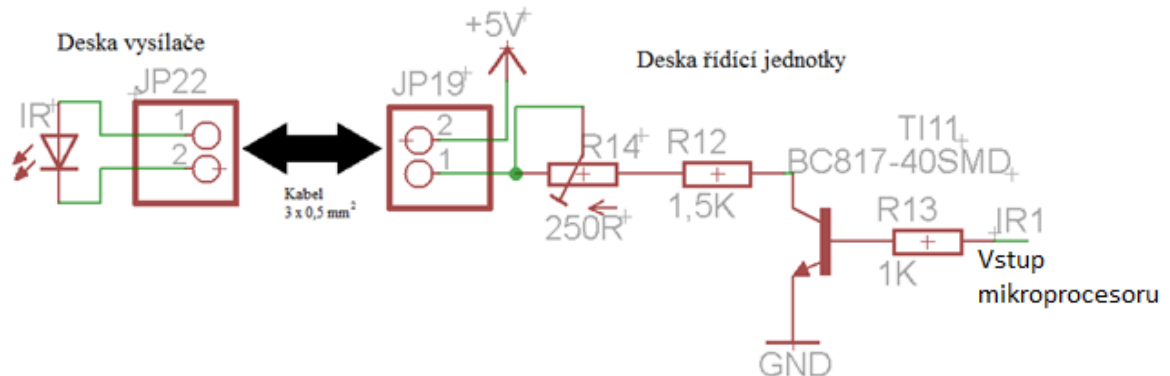 Deska vysílače
JP22
IR
1
2
Kabel
3 x 0,5 mm²
+5V
JP19
2
1
Deska řídící jednotky
R14
250R
R12
1,5K
TI11
BC817-40SMD
R13
1K
IR1
Vstup
mikroprocesoru
GND